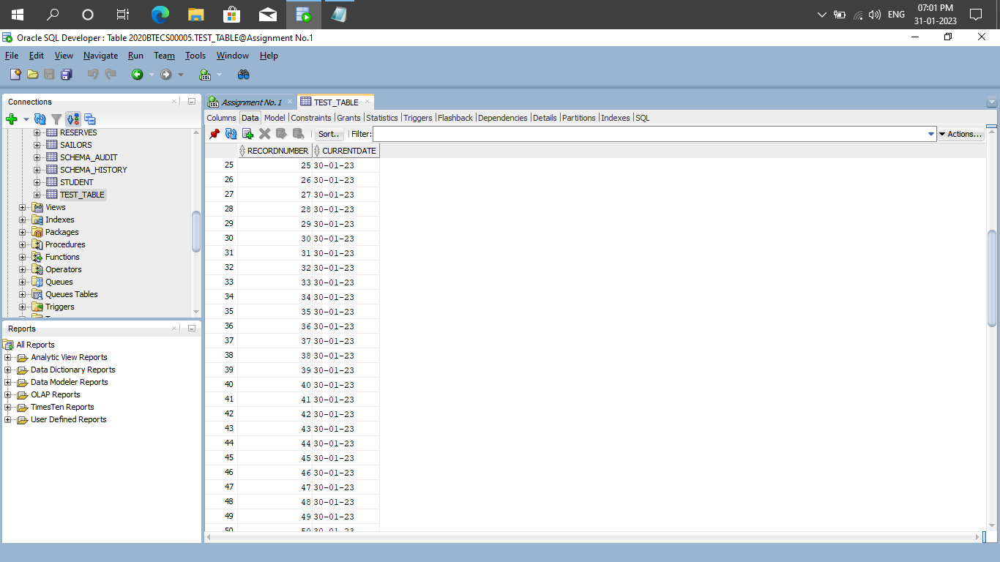 07:01 PM
ENG
31-01-2023
Oracle SQL Developer : Table 2020BTECS00005.TEST_TABLE@Assignment No.1
File Edit View Navigate Run Team Tools Window Help
SQL
Connections
RESERVES
SAILORS
SCHEMA_AUDIT
SCHEMA_HISTORY
STUDENT
TEST_TABLE
Views
Indexes
Packages
Procedures
Functions
Operators
Queues
Queues Tables
Triggers
Reports
All Reports
Analytic View Reports
Data Dictionary Reports
Data Modeler Reports
OLAP Reports
TimesTen Reports
User Defined Reports
SQL Assignment No.1 TEST_TABLE
Columns Data Model Constraints Grants Statistics Triggers Flashback Dependencies Details Partitions Indexes SQL
Sort.. Filter: Actions...
RECORDNUMBER CURRENTDATE
25 25 30-01-23
26 26 30-01-23
27 27 30-01-23
28 28 30-01-23
29 29 30-01-23
30 30 30-01-23
31 31 30-01-23
32 32 30-01-23
33 33 30-01-23
34 34 30-01-23
35 35 30-01-23
36 36 30-01-23
37 37 30-01-23
38 38 30-01-23
39 39 30-01-23
40 40 30-01-23
41 41 30-01-23
42 42 30-01-23
43 43 30-01-23
44 44 30-01-23
45 45 30-01-23
46 46 30-01-23
47 47 30-01-23
48 48 30-01-23
49 49 30-01-23
50 50 30-01-23